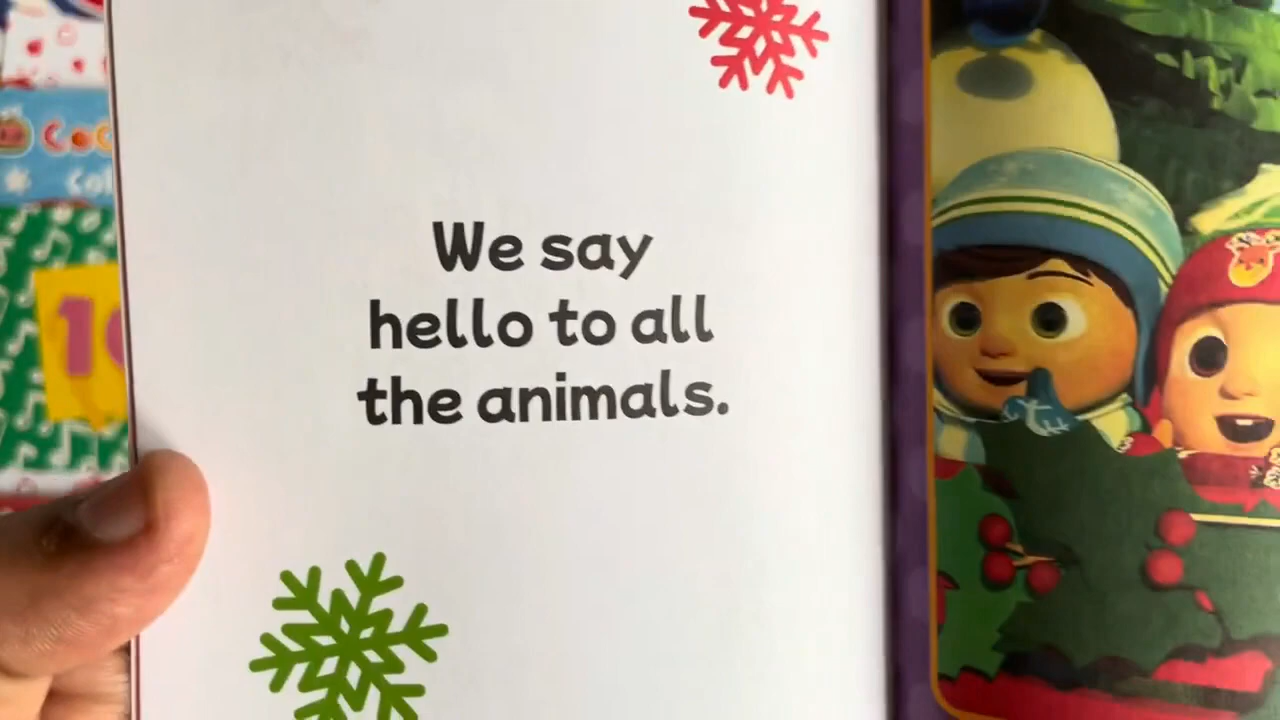 We say
hello to all
the animals.